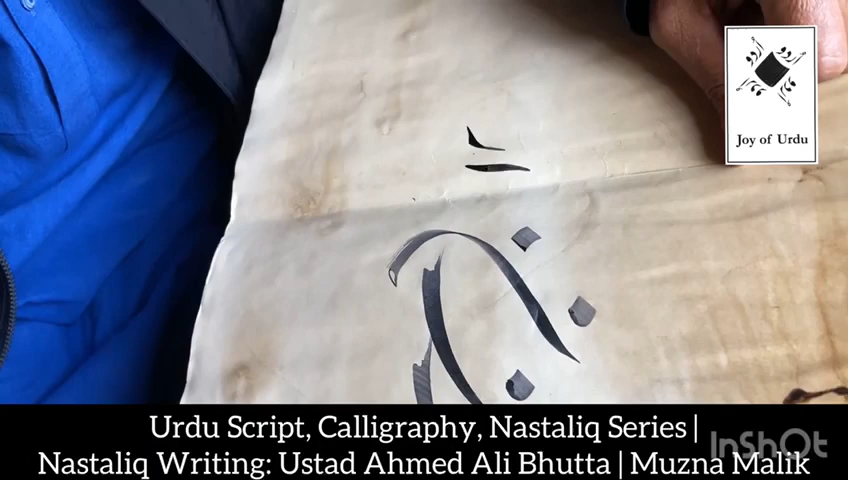 Joy of Urdu
Urdu Script, Calligraphy, Nastaliq Series |
Nastaliq Writing: Ustad Ahmed Ali Bhutta | Muzna Malik
InShOt